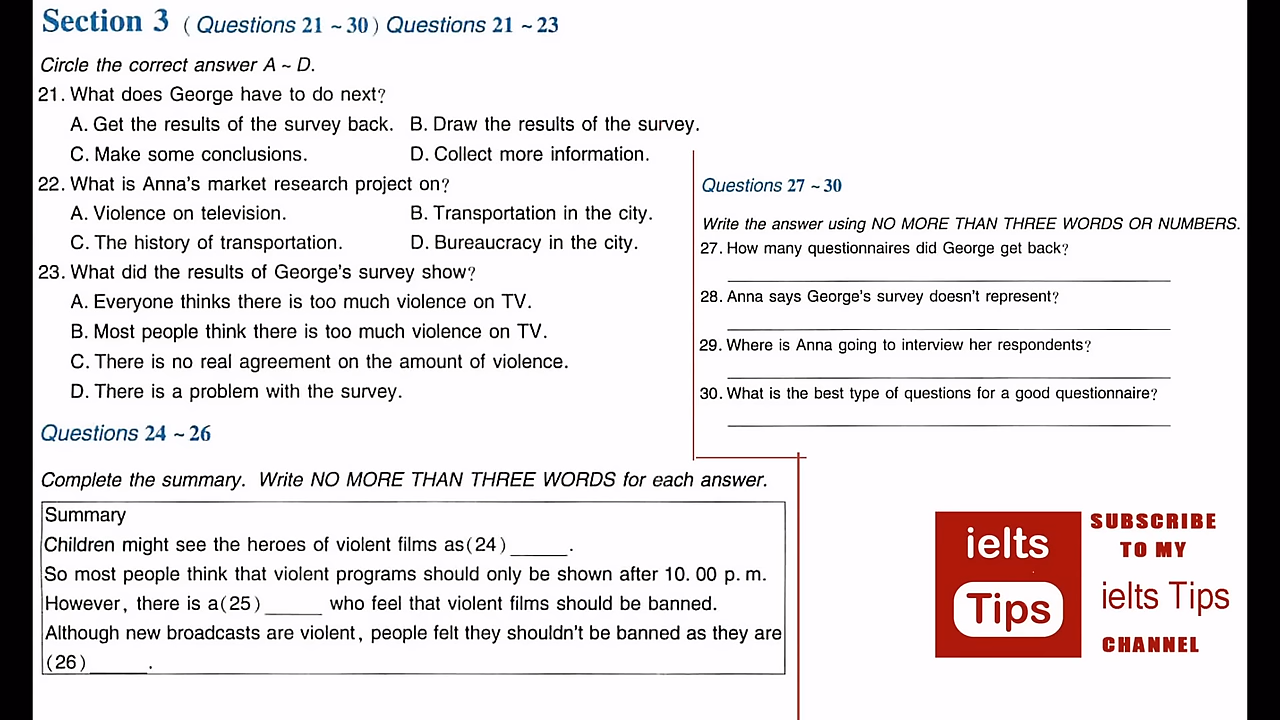 Section 3 ( Questions 21 ~ 30 ) Questions 21 ~ 23
Circle the correct answer A ~ D.
21. What does George have to do next?
A. Get the results of the survey back. B. Draw the results of the survey.
C. Make some conclusions. D. Collect more information.
22. What is Anna's market research project on?
A. Violence on television. B. Transportation in the city.
C. The history of transportation. D. Bureaucracy in the city.
23. What did the results of George's survey show?
A. Everyone thinks there is too much violence on TV.
B. Most people think there is too much violence on TV.
C. There is no real agreement on the amount of violence.
D. There is a problem with the survey.
Questions 24 ~ 26
Complete the summary. Write NO MORE THAN THREE WORDS for each answer.
Summary
Children might see the heroes of violent films as(24)_____.
So most people think that violent programs should only be shown after 10. 00 p. m.
However, there is a(25)_____ who feel that violent films should be banned.
Although new broadcasts are violent, people felt they shouldn't be banned as they are
(26)_____.
Questions 27 ~ 30
Write the answer using NO MORE THAN THREE WORDS OR NUMBERS.
27. How many questionnaires did George get back?
28. Anna says George's survey doesn't represent?
29. Where is Anna going to interview her respondents?
30. What is the best type of questions for a good questionnaire?
ielts
Tips
SUBSCRIBE
TO MY
ielts Tips
CHANNEL